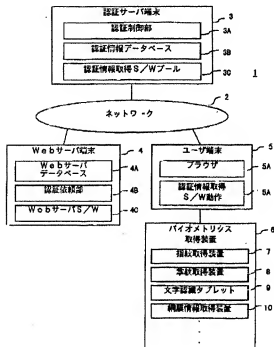 認証サーバ端末
3
認証制御部
3A
認証情報データベース
3B
認証情報取得S/Wプール
3C
1
2
ネットワーク
Webサーバ端末
4
Webサーバ
データベース
4A
認証依頼部
4B
WebサーバS/W
4C
ユーザ端末
5
ブラウザ
5A
認証情報取得
S/W動作
5A
バイオメトリクス
取得装置
6
指紋取得装置
7
掌紋取得装置
8
文字認識タブレット
9
網膜情報取得装置
10